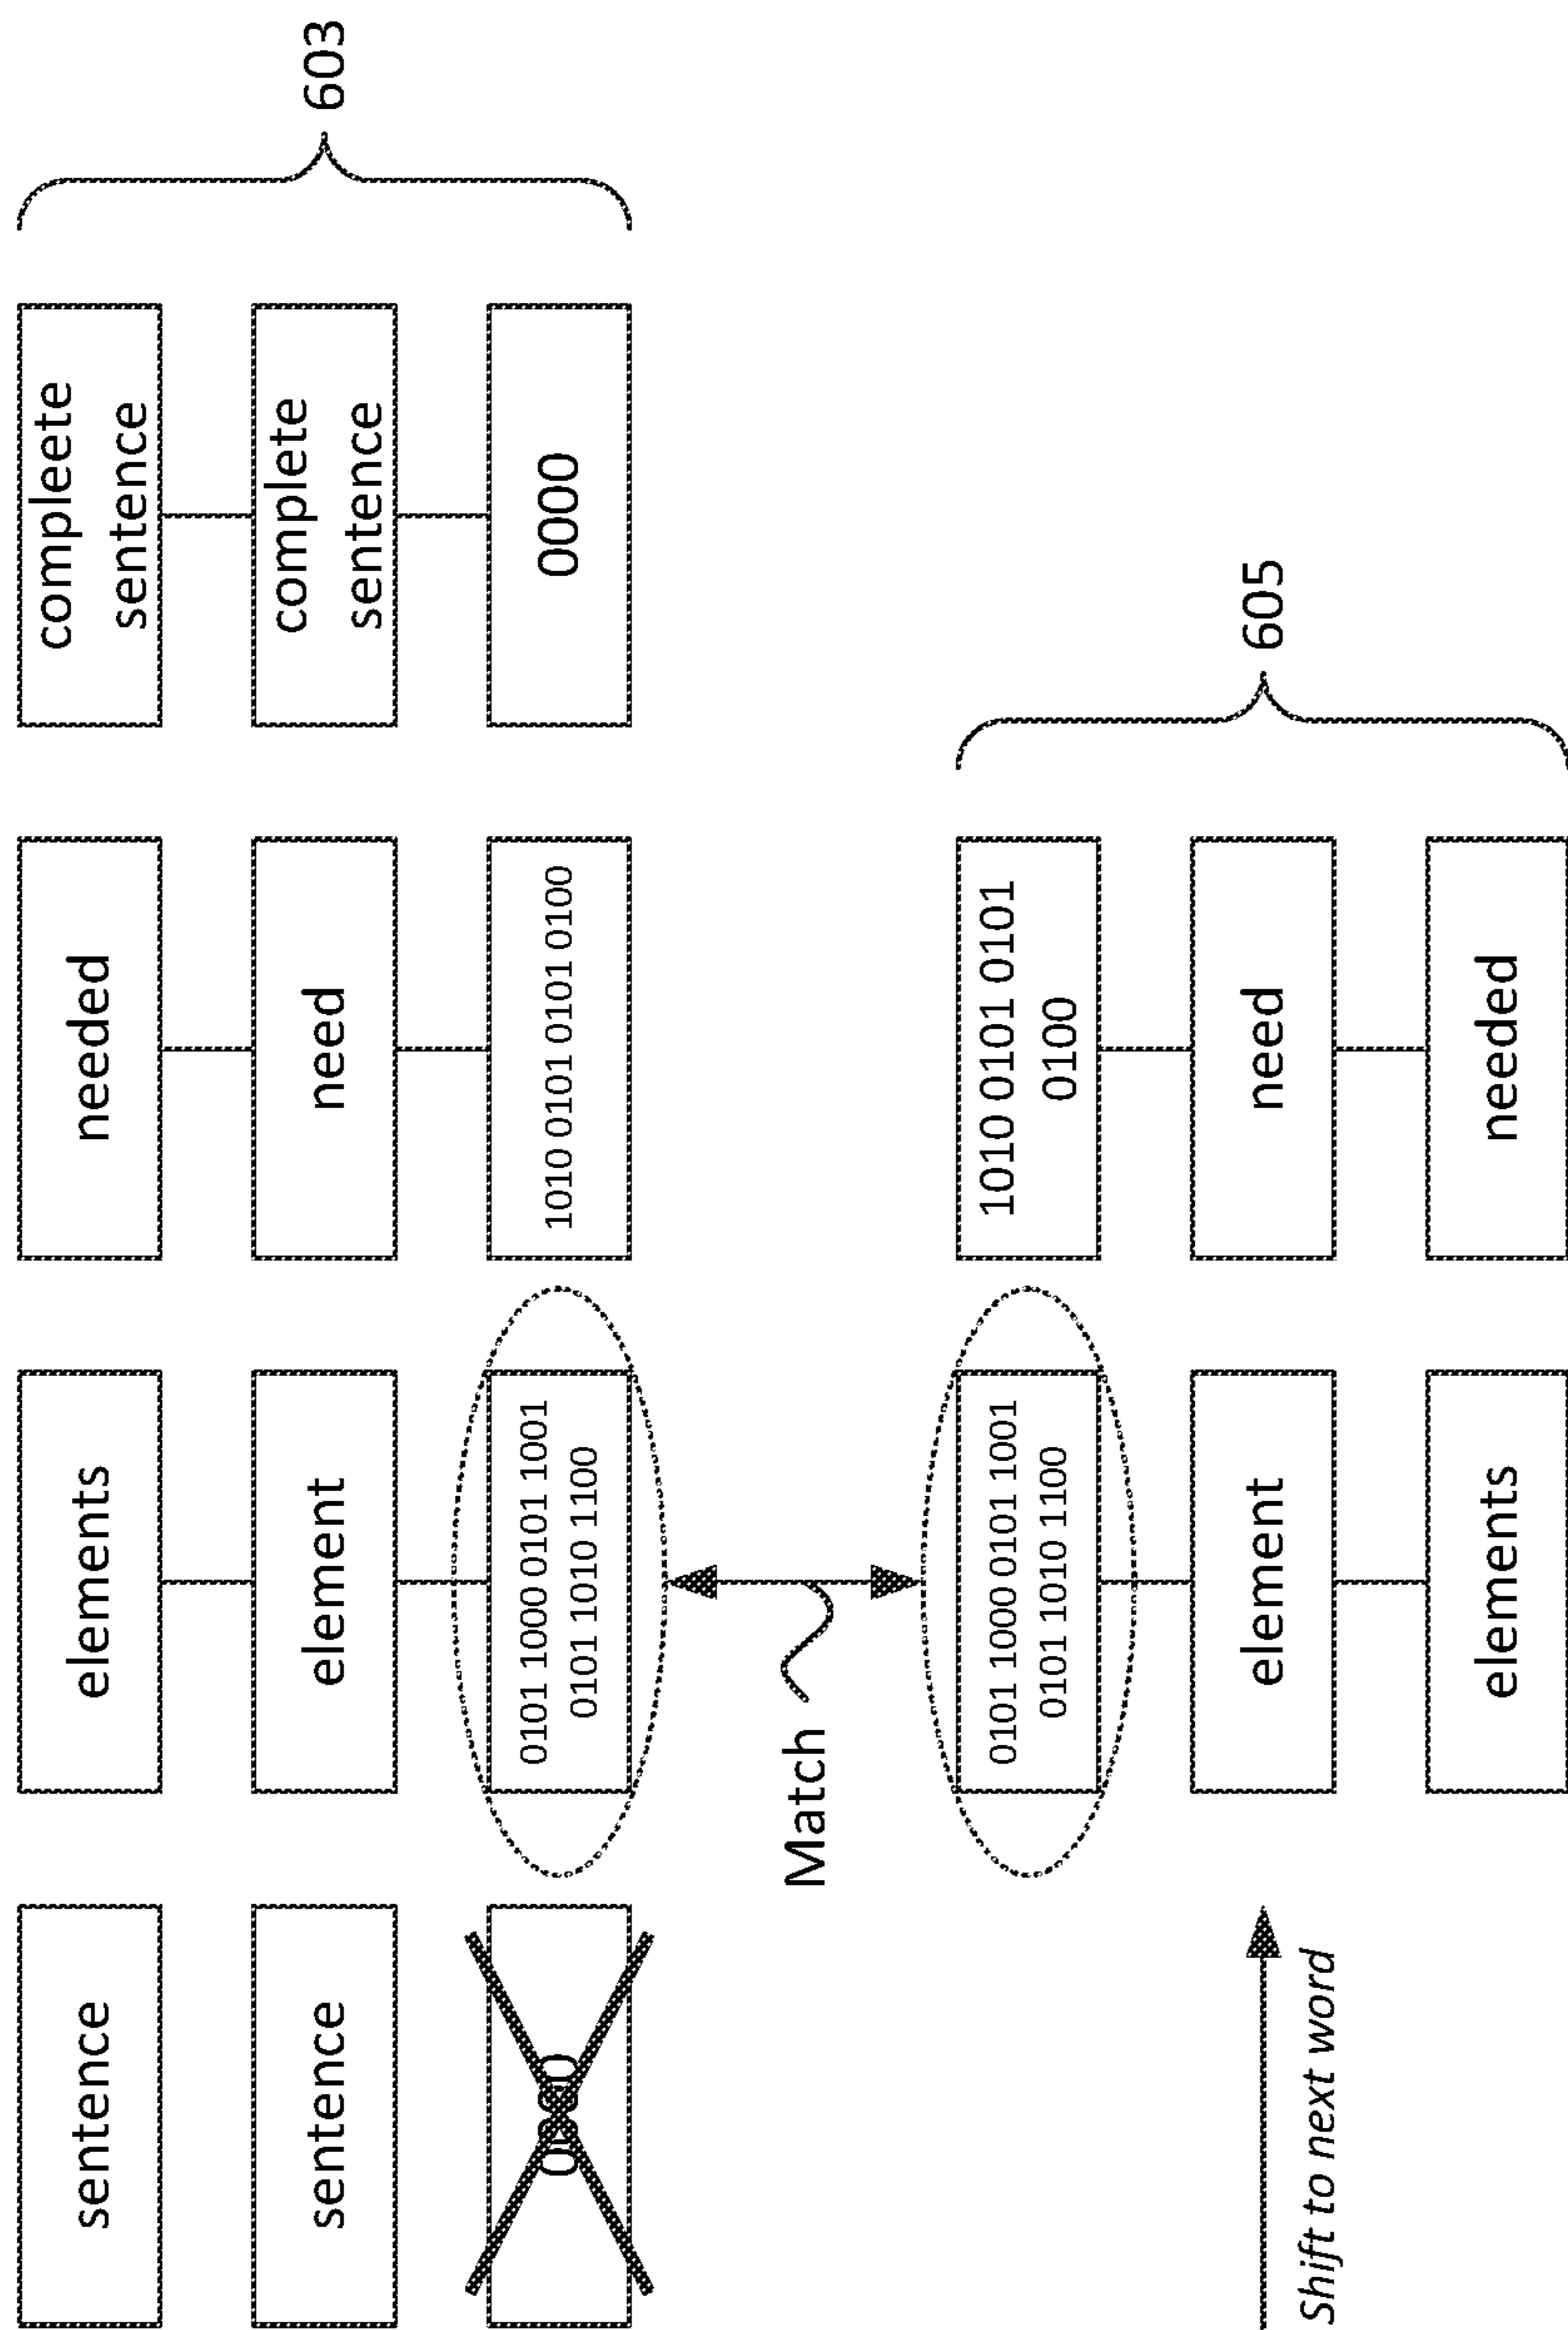 sentence
elements
needed
compleete
sentence
sentence
element
need
complete
sentence
0000
0101 1000 0101 1001
0101 1010 1100
1010 0101 0101 0100
0000
603
Match
0101 1000 0101 1001
0101 1010 1100
1010 0101 0101
0100
Shift to next word
element
need
605
elements
needed